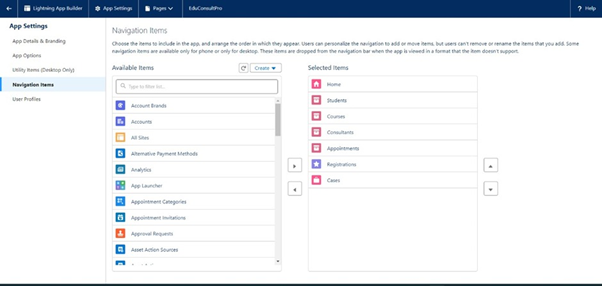 Lightning App Builder App Settings Pages EduConsultPro Help
App Settings
App Details & Branding
App Options
Utility Items (Desktop Only)
Navigation Items
User Profiles
Navigation Items
Choose the items to include in the app, and arrange the order in which they appear. Users can personalize the navigation to add or move items, but users can't remove or rename the items that you add. Some
navigation items are available only for phone or only for desktop. These items are dropped from the navigation bar when the app is viewed in a format that the item doesn't support.
Available Items
Create
Type to filter list...
Account Brands
Accounts
All Sites
Alternative Payment Methods
Analytics
App Launcher
Appointment Categories
Appointment Invitations
Approval Requests
Asset Action Sources
Selected Items
Home
Students
Courses
Consultants
Appointments
Registrations
Cases